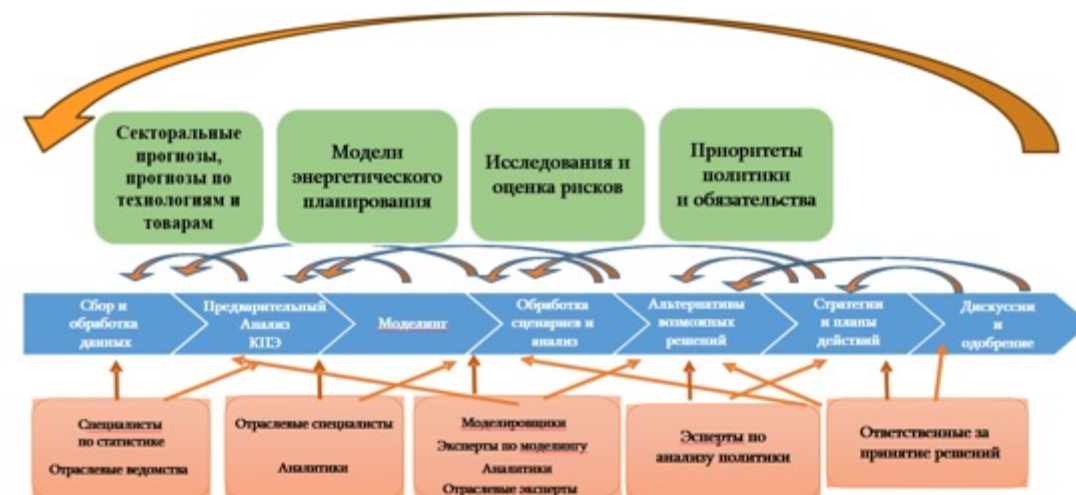 Секторальные
прогнозы,
прогнозы по
технологиям и
товарам
Модели
энергетического
планирования
Исследования и
оценка рисков
Приоритеты
политики
и обязательства
Сбор и
обработка
данных
Предварительный
Анализ
КПЭ
Моделинг
Обработка
сценариев и
анализ
Альтернативы
возможных
решений
Стратегии
и планы
действий
Дискуссии
и
одобрение
Специалисты
по статистике
Отраслевые ведомства
Отраслевые специалисты
Аналитики
Моделировщики
Эксперты по моделингу
Аналитики
Отраслевые эксперты
Эсперты по
анализу политики
Ответственные за
принятие решений